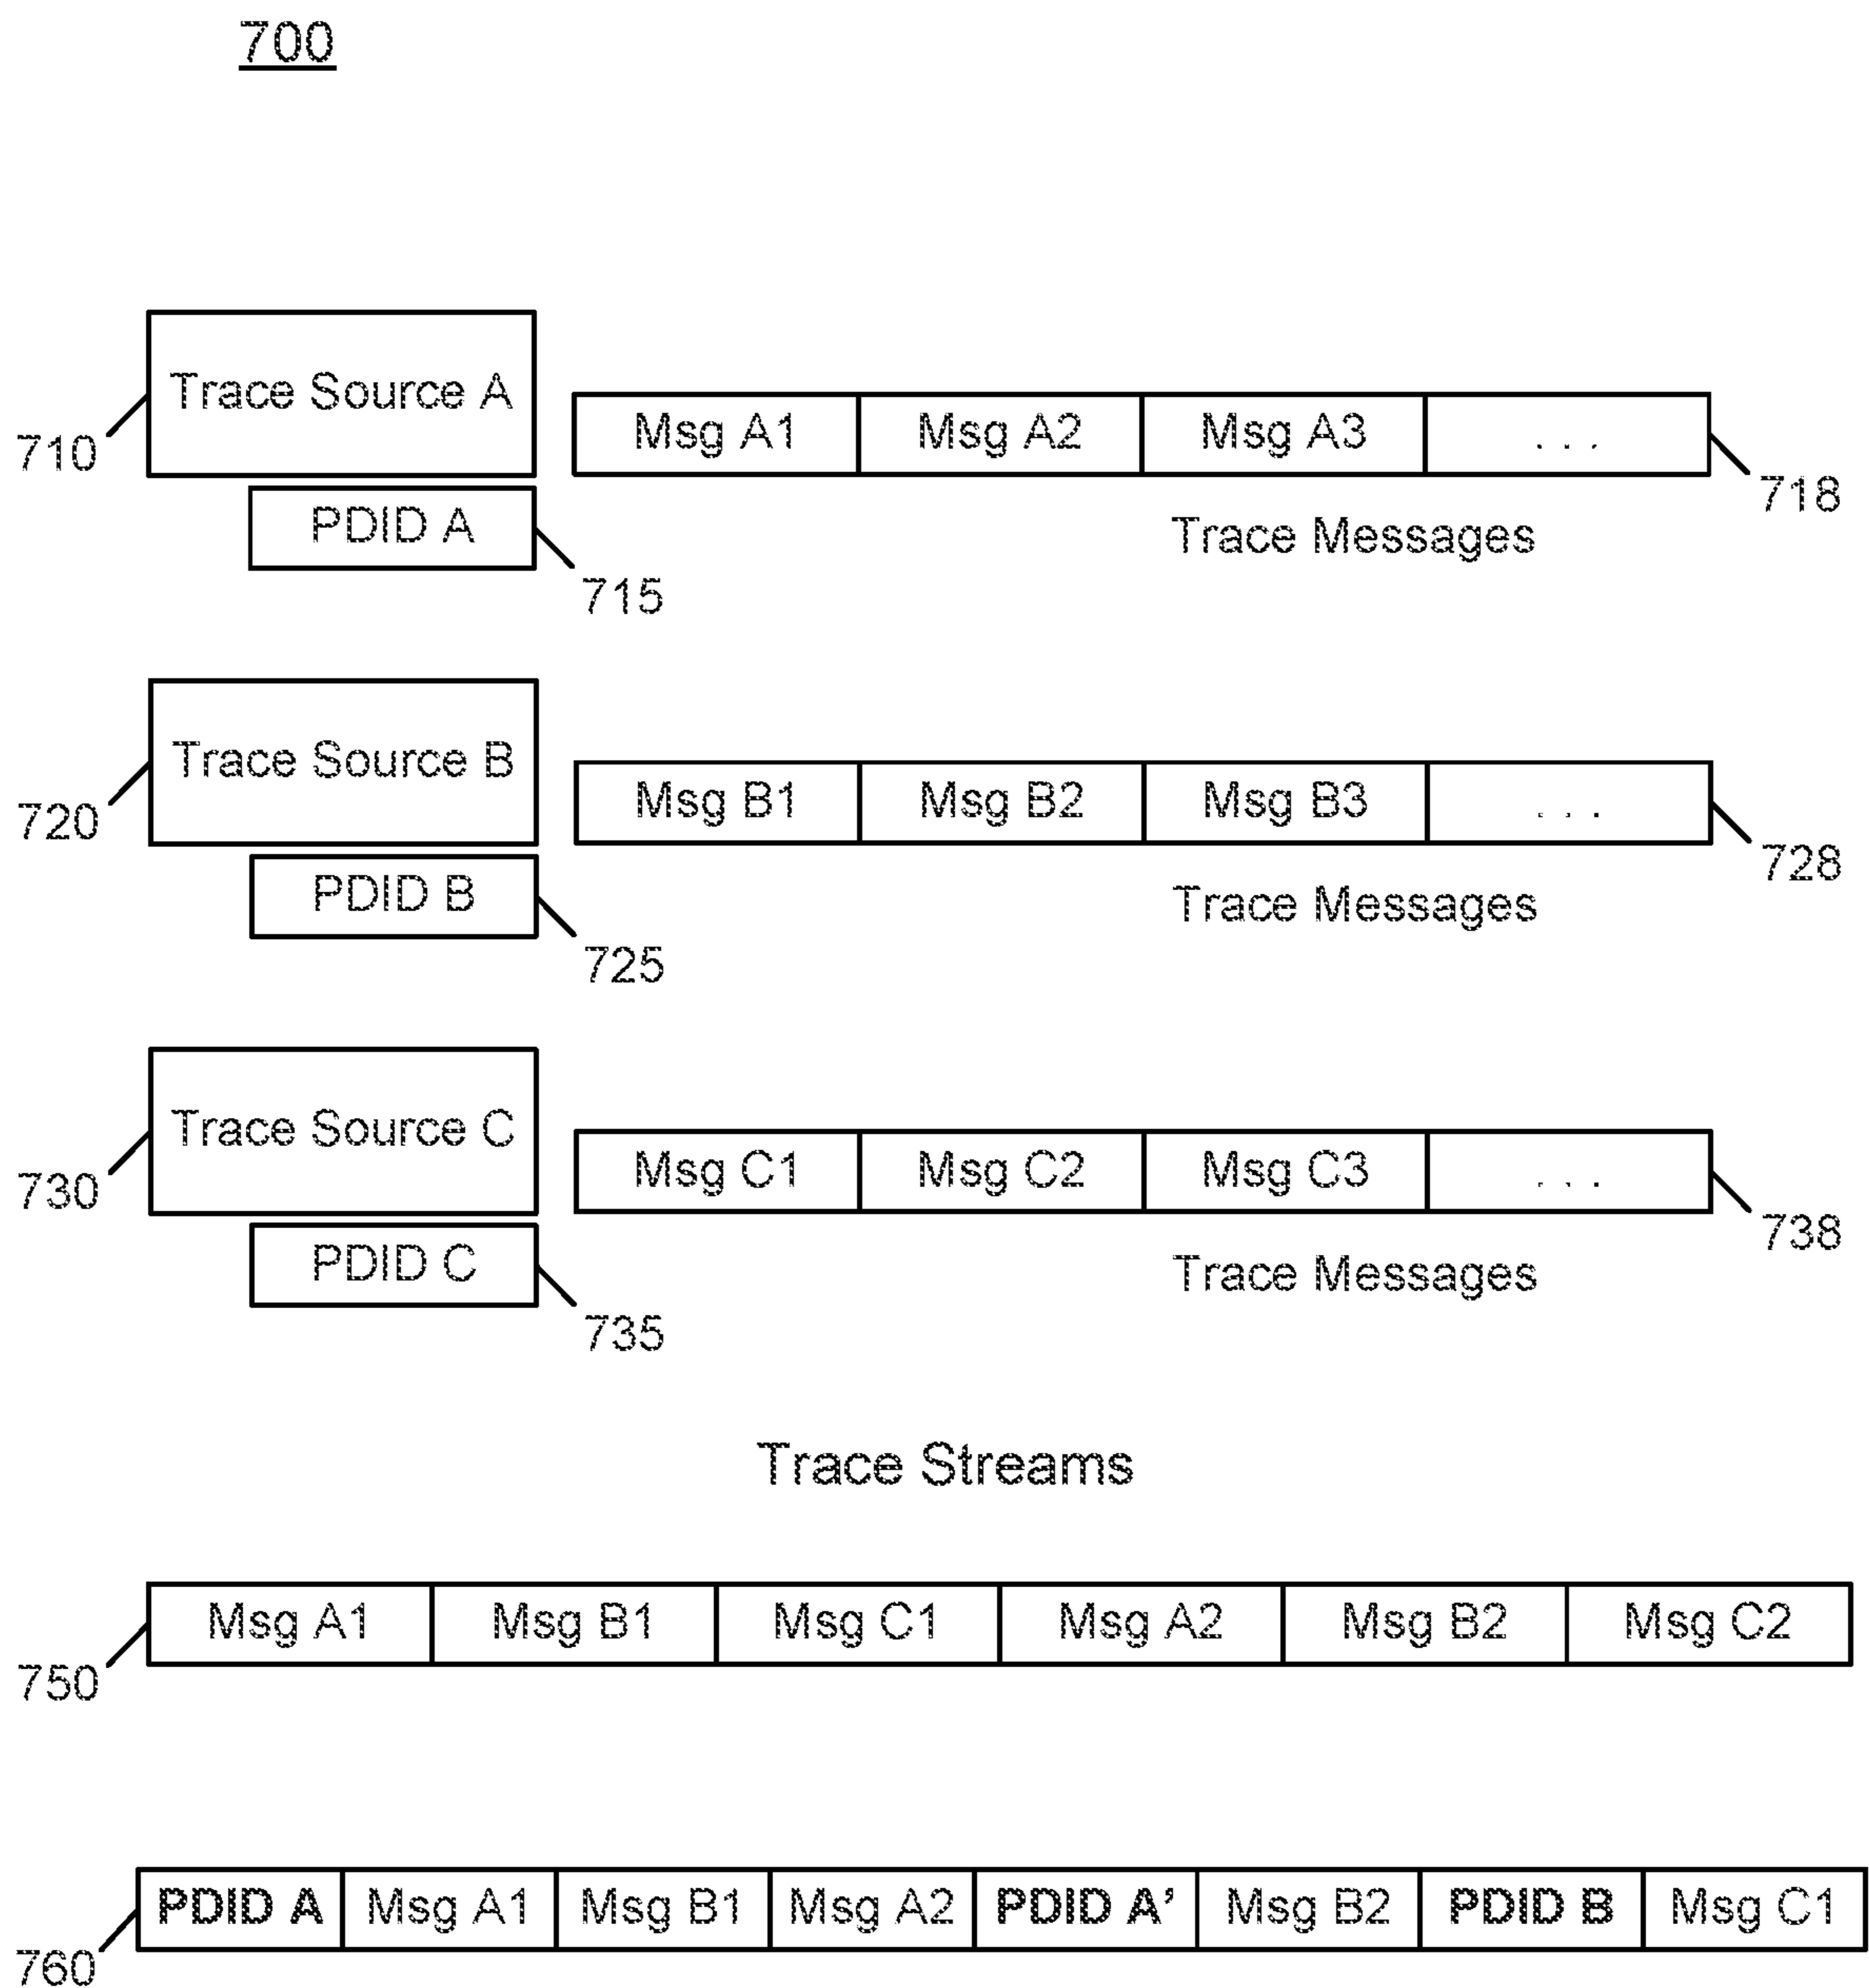 700
Trace Source A
710
Msg A1 Msg A2 Msg A3 . . .
718
PDID A
715
Trace Messages
Trace Source B
720
Msg B1 Msg B2 Msg B3 . . .
728
PDID B
725
Trace Messages
Trace Source C
730
Msg C1 Msg C2 Msg C3 . . .
738
PDID C
735
Trace Messages
Trace Streams
Msg A1 Msg B1 Msg C1 Msg A2 Msg B2 Msg C2
750
PDID A Msg A1 Msg B1 Msg A2 PDID A’ Msg B2 PDID B Msg C1
760